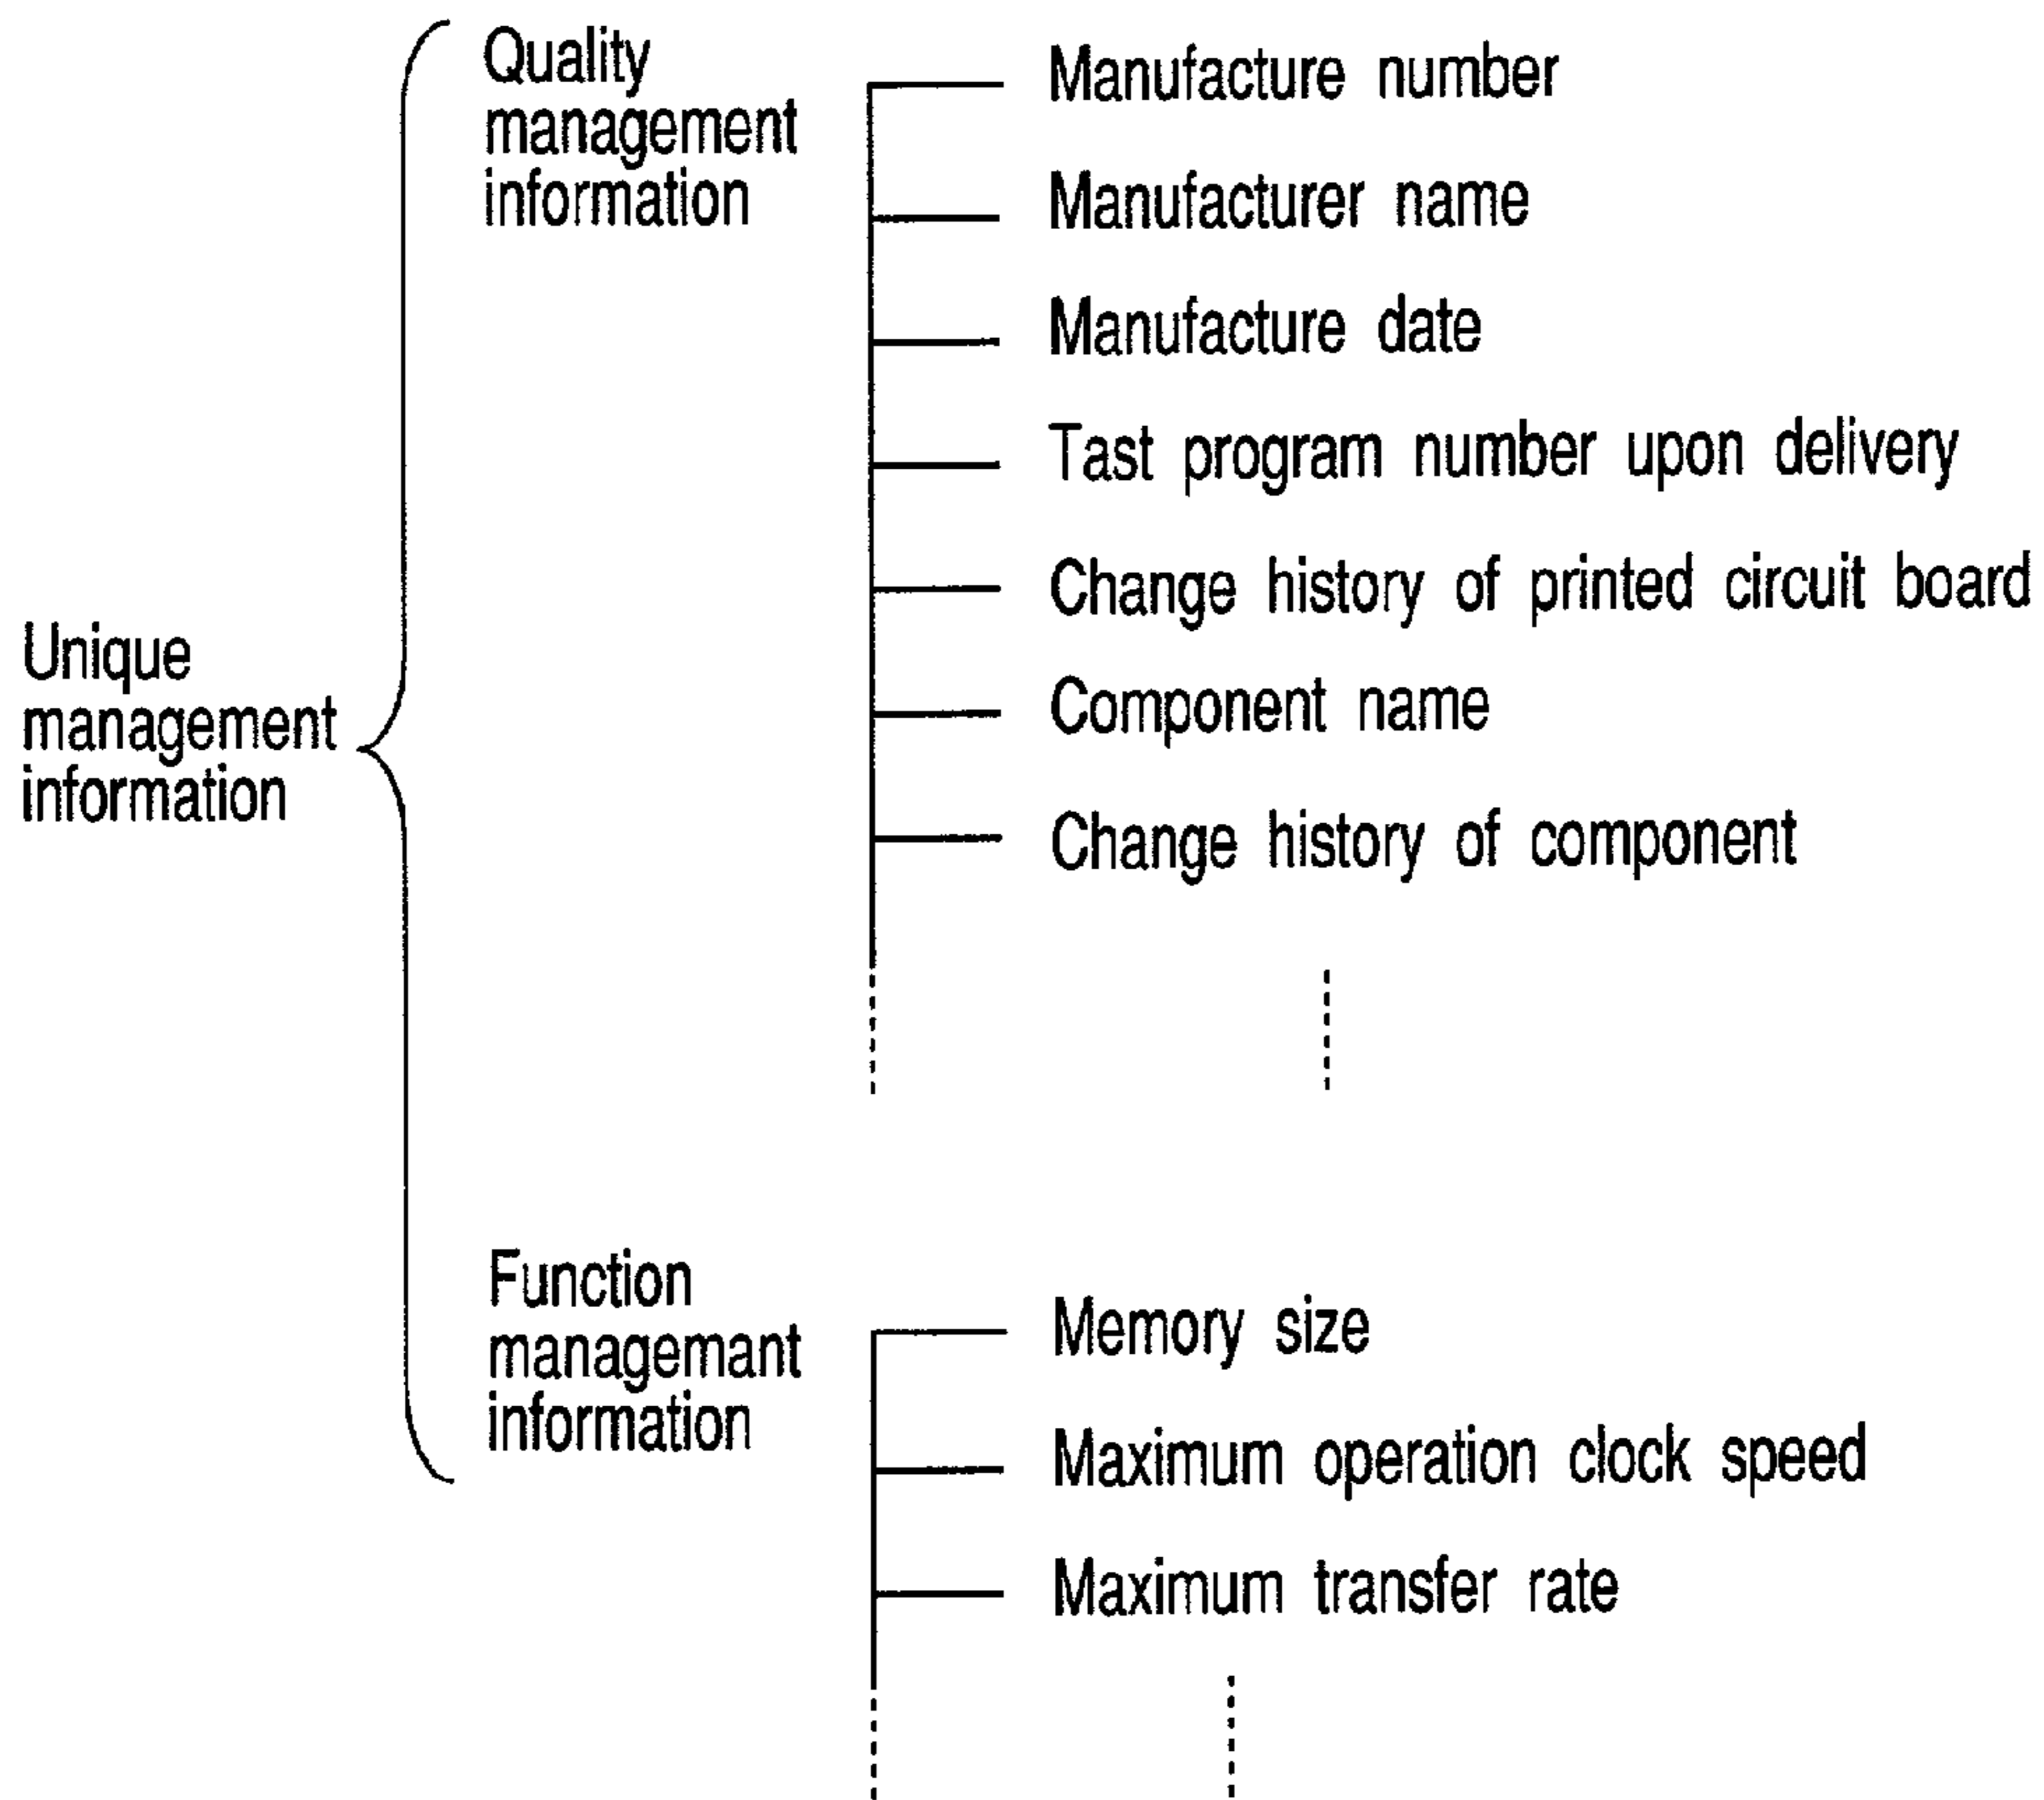 Quality
management
information
Manufacture number
Manufacturer name
Manufacture date
Tast program number upon delivery
Change history of printed circuit board
Component name
Change history of component
Unique
management
information
Function
managemant
information
Memory size
Maximum operation clock speed
Maximum transfer rate